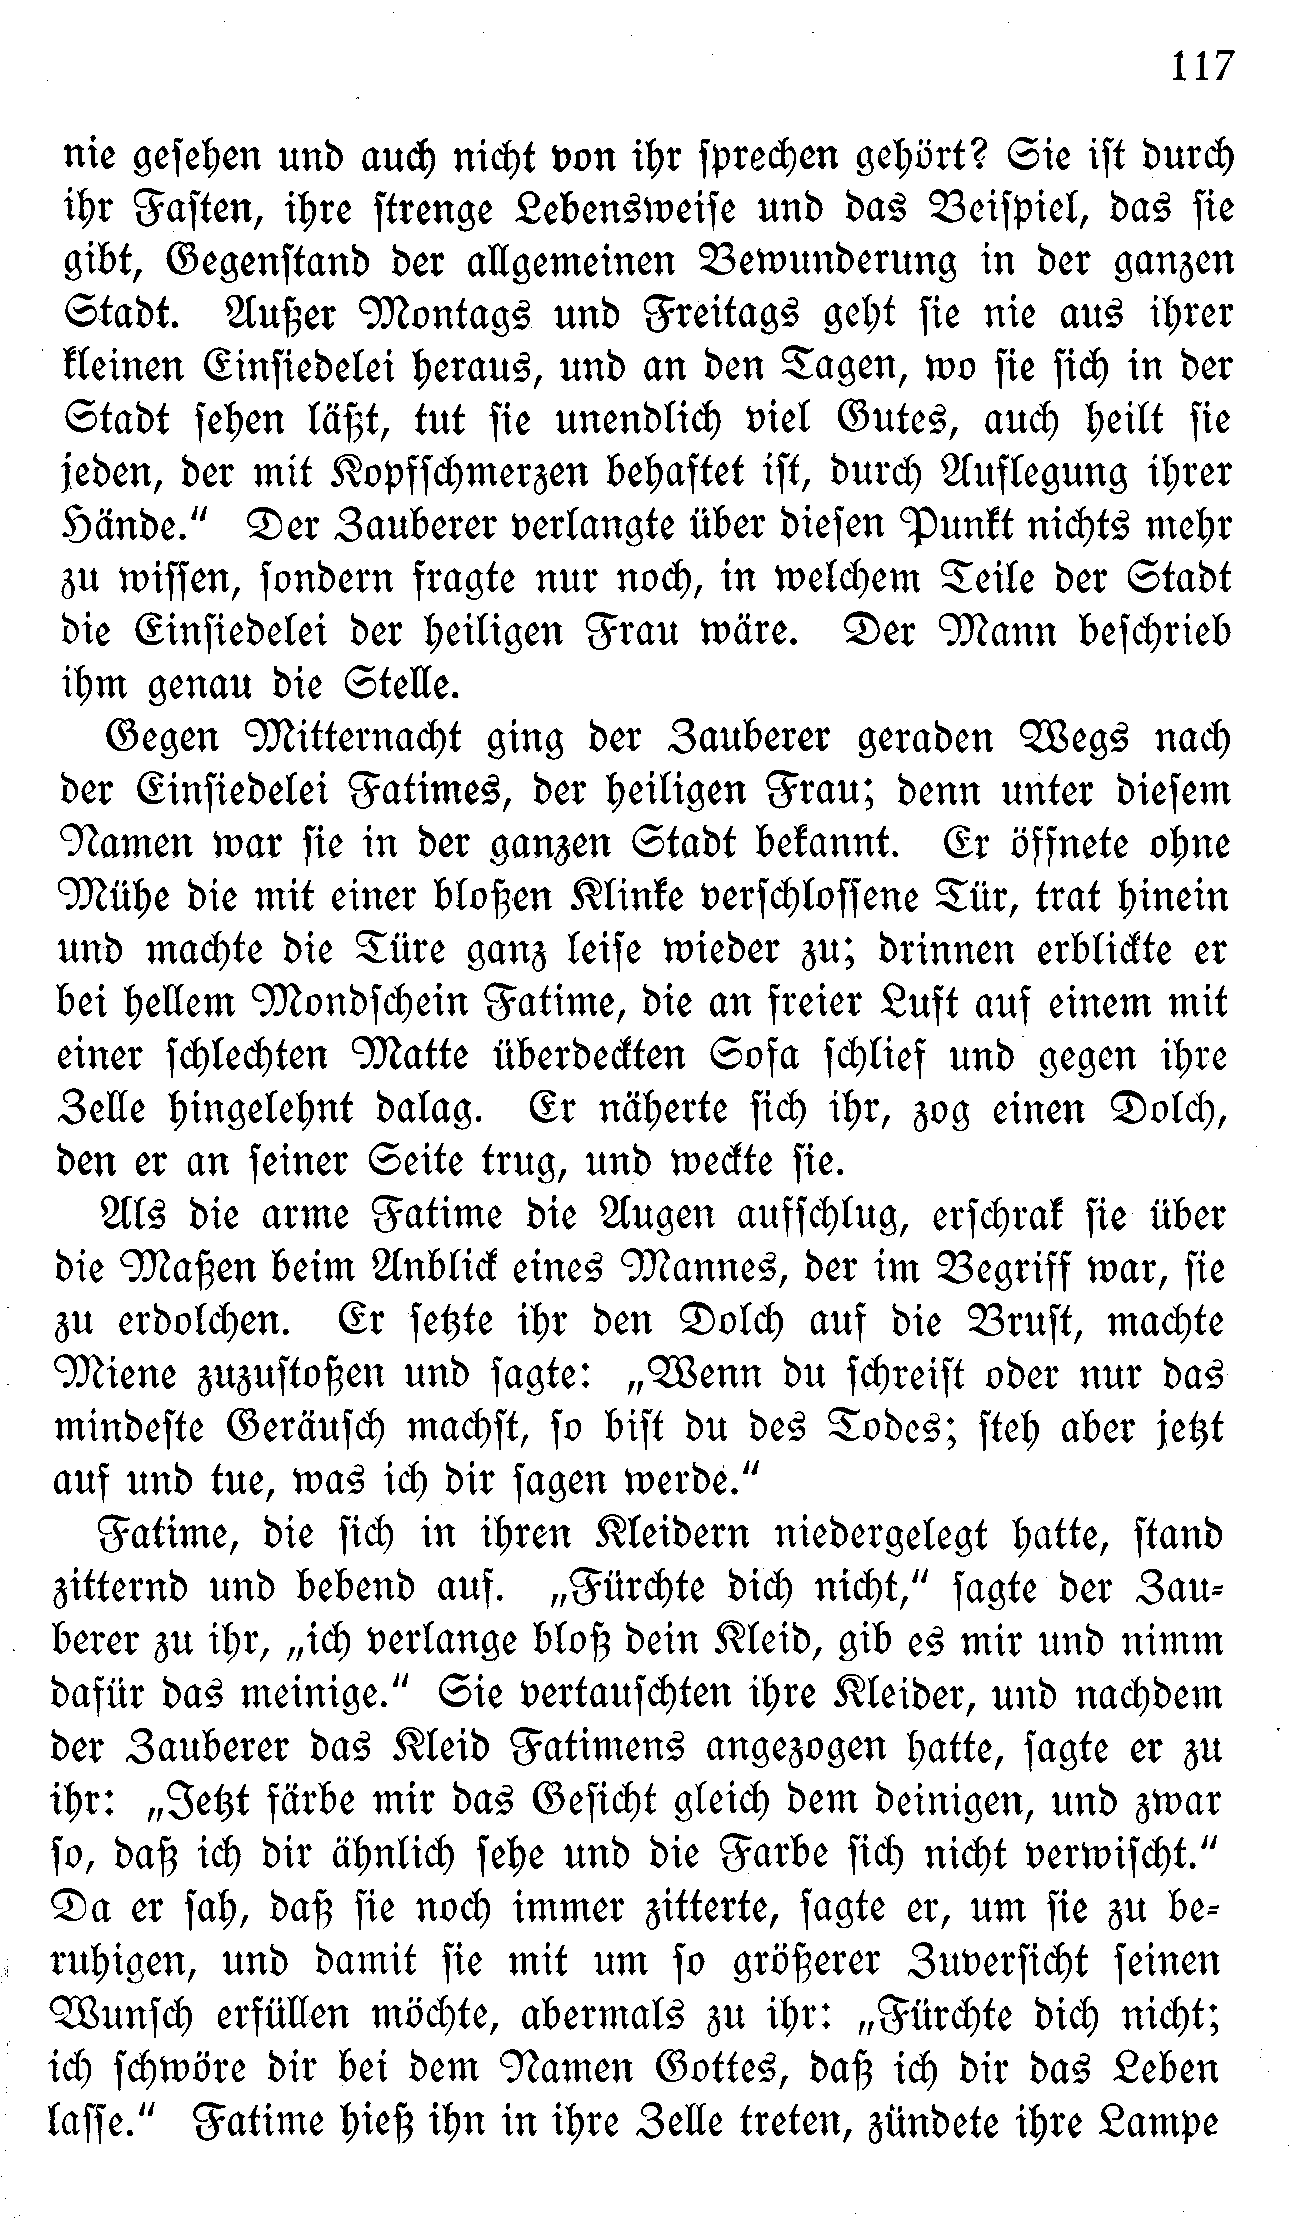 117
nie gesehen und auch nicht von ihr sprechen gehört? Sie ist durch
ihr Fasten, ihre strenge Lebensweise und das Beispiel, das sie
gibt, Gegenstand der allgemeinen Bewunderung in der ganzen
Stadt. Außer Montags und Freitags geht sie nie aus ihrer
kleinen Einsiedelei heraus, und an den Tagen, wo sie sich in der
Stadt sehen läßt, tut sie unendlich viel Gutes, auch heilt sie
jeden, der mit Kopfschmerzen behaftet ist, durch Auflegung ihrer
Hände.“ Der Zauberer verlangte über diesen Punkt nichts mehr
zu wissen, sondern fragte nur noch, in welchem Teile der Stadt
die Einsiedelei der heiligen Frau wäre. Der Mann beschrieb
ihm genau die Stelle.
Gegen Mitternacht ging der Zauberer geraden Wegs nach
der Einsiedelei Fatimes, der heiligen Frau; denn unter diesem
Namen war sie in der ganzen Stadt bekannt. Er öffnete ohne
Mühe die mit einer bloßen Klinke verschlossene Tür, trat hinein
und machte die Türe ganz leise wieder zu; drinnen erblickte er
bei hellem Mondschein Fatime, die an freier Luft auf einem mit
einer schlechten Matte überdeckten Sofa schlief und gegen ihre
Zelle hingelehnt dalag. Er näherte sich ihr, zog einen Dolch,
den er an seiner Seite trug, und weckte sie.
Als die arme Fatime die Augen aufschlug, erschrak sie über
die Maßen beim Anblick eines Mannes, der im Begriff war, sie
zu erdolchen. Er setzte ihr den Dolch auf die Brust, machte
Miene zuzustoßen und sagte: „Wenn du schreist oder nur das
mindeste Geräusch machst, so bist du des Todes; steh aber jetzt
auf und tue, was ich dir sagen werde.“
Fatime, die sich in ihren Kleidern niedergelegt hatte, stand
zitternd und bebend auf. „Fürchte dich nicht,“ sagte der Zau-
berer zu ihr, „ich verlange bloß dein Kleid, gib es mir und nimm
dafür das meinige.“ Sie vertauschten ihre Kleider, und nachdem
der Zauberer das Kleid Fatimens angezogen hatte, sagte er zu
ihr: „Jetzt färbe mir das Gesicht gleich dem deinigen, und zwar
so, daß ich dir ähnlich sehe und die Farbe sich nicht verwischt.“
Da er sah, daß sie noch immer zitterte, sagte er, um sie zu be-
ruhigen, und damit sie mit um so größerer Zuversicht seinen
Wunsch erfüllen möchte, abermals zu ihr: „Fürchte dich nicht;
ich schwöre dir bei dem Namen Gottes, daß ich dir das Leben
lasse.“ Fatime hieß ihn in ihre Zelle treten, zündete ihre Lampe